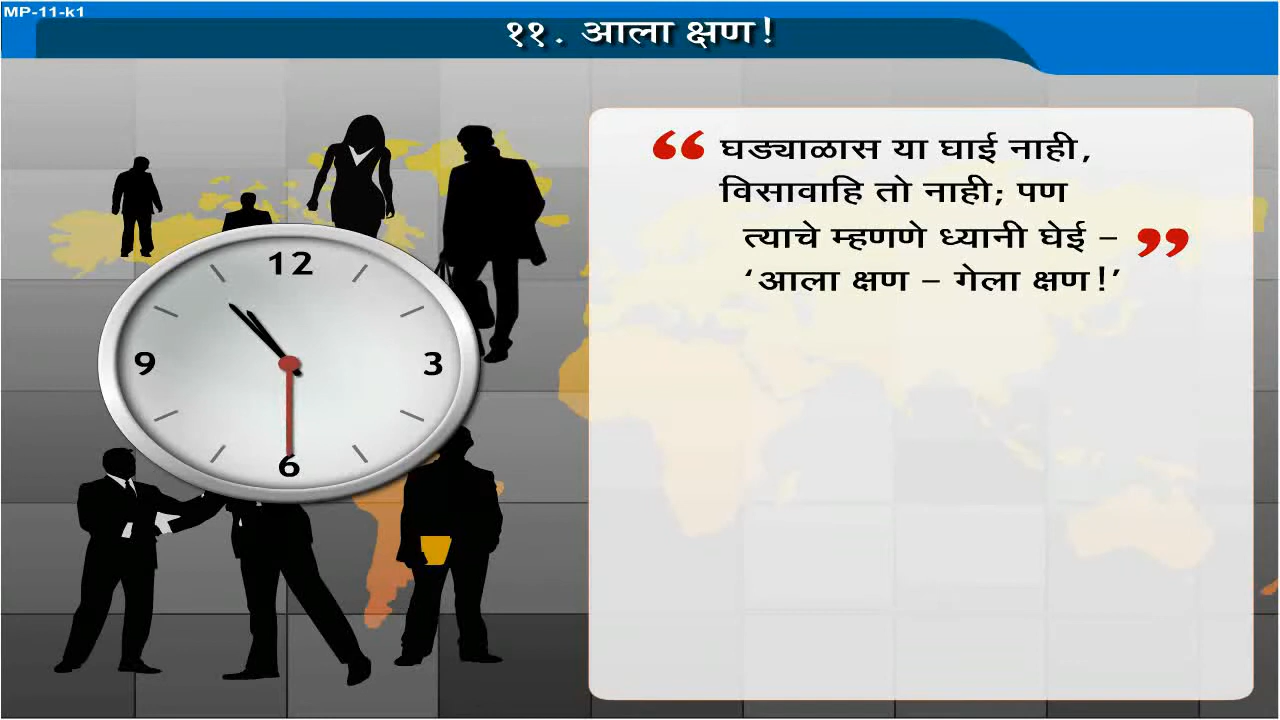 MP-11-k1
११. आला क्षण!
“ घड्याळास या घाई नाही,
विसावाहि तो नाही; पण
त्याचे म्हणणे ध्यानी घेई – ”
‘आला क्षण – गेला क्षण!’
12
9 3
6